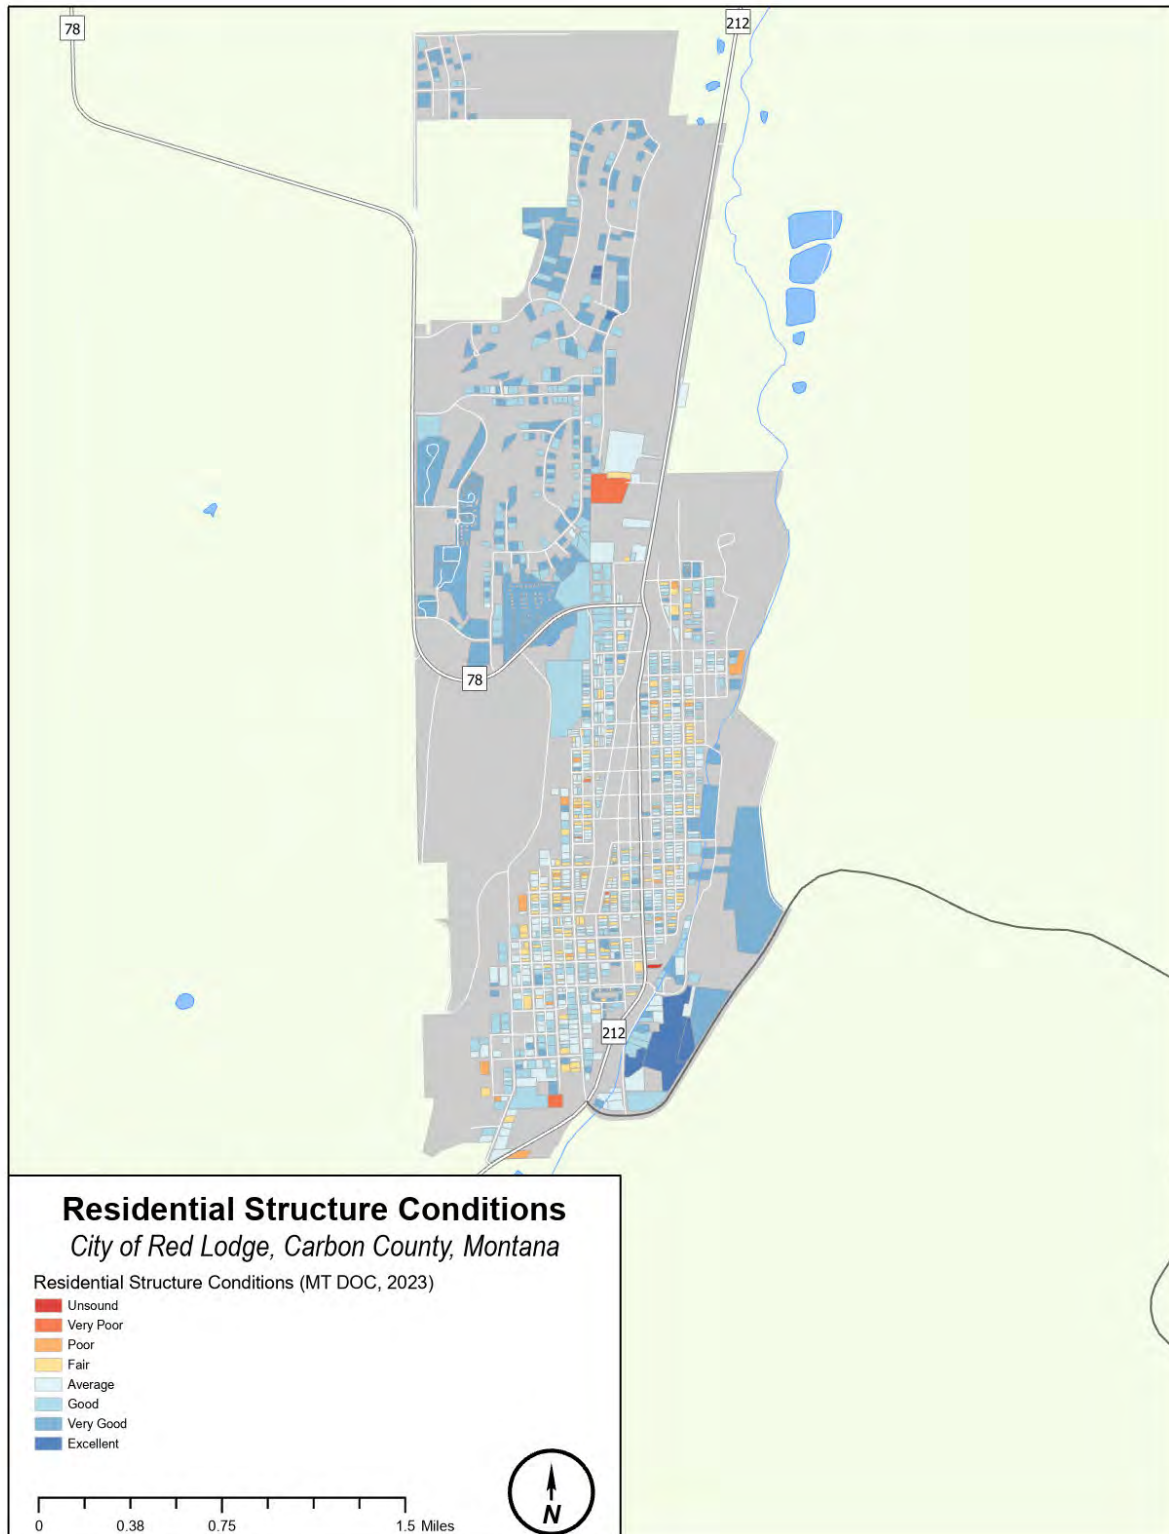 78
212
78
212
Residential Structure Conditions
City of Red Lodge, Carbon County, Montana
Residential Structure Conditions (MT DOC, 2023)
Unsound
Very Poor
Poor
Fair
Average
Good
Very Good
Excellent
N
0 0.38 0.75 1.5 Miles